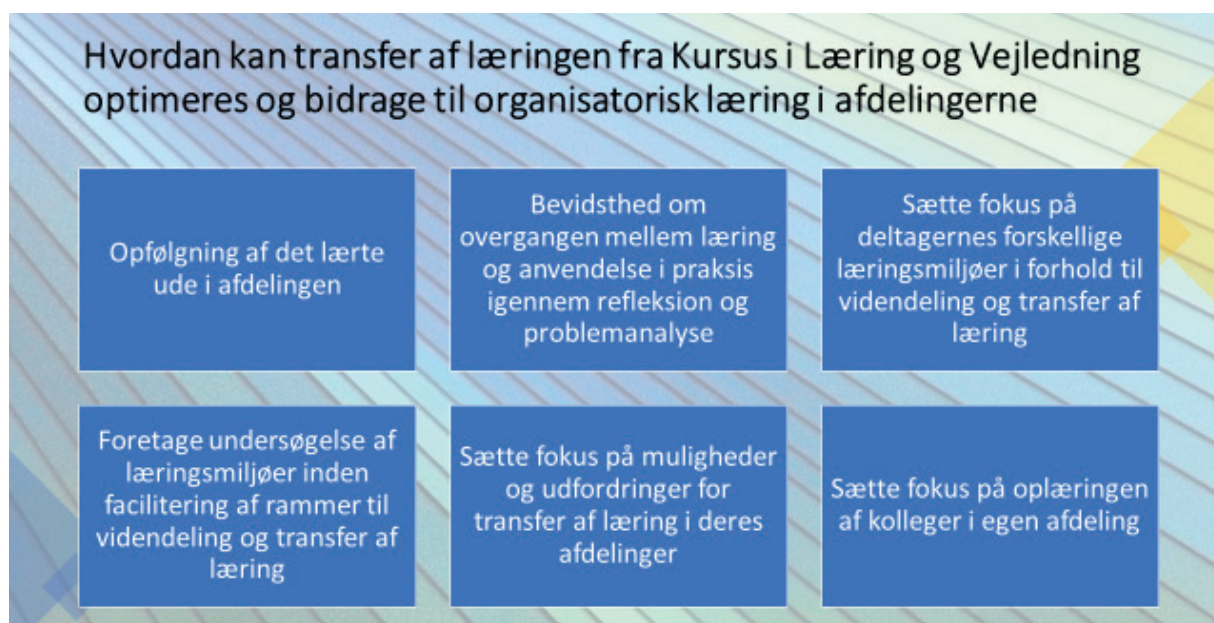 Hvordan kan transfer af læringen fra Kursus i Læring og Vejledning
optimeres og bidrage til organisatorisk læring i afdelingerne
Opfølgning af det lærte
ude i afdelingen
Bevidsthed om
overgangen mellem læring
og anvendelse i praksis
igennem refleksion og
problemanalyse
Sætte fokus på
deltagernes forskellige
læringsmiljøer i forhold til
videndeling og transfer af
læring
Foretage undersøgelse af
læringsmiljøer inden
facilitering af rammer til
videndeling og transfer af
læring
Sætte fokus på muligheder
og udfordringer for
transfer af læring i deres
afdelinger
Sætte fokus på oplæringen
af kolleger i egen afdeling